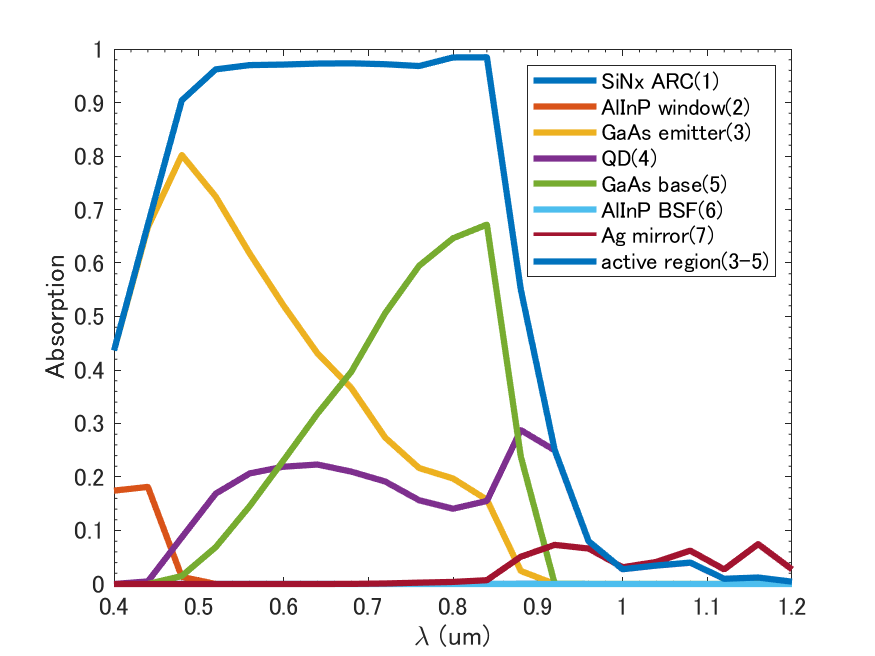 1
0.9
0.8
0.7
0.6
0.5
0.4
0.3
0.2
0.1
0
Absorption
SiNx ARC(1)
AlInP window(2)
GaAs emitter(3)
QD(4)
GaAs base(5)
AlInP BSF(6)
Ag mirror(7)
active region(3-5)
0.4 0.5 0.6 0.7 0.8 0.9 1 1.1 1.2
λ (um)